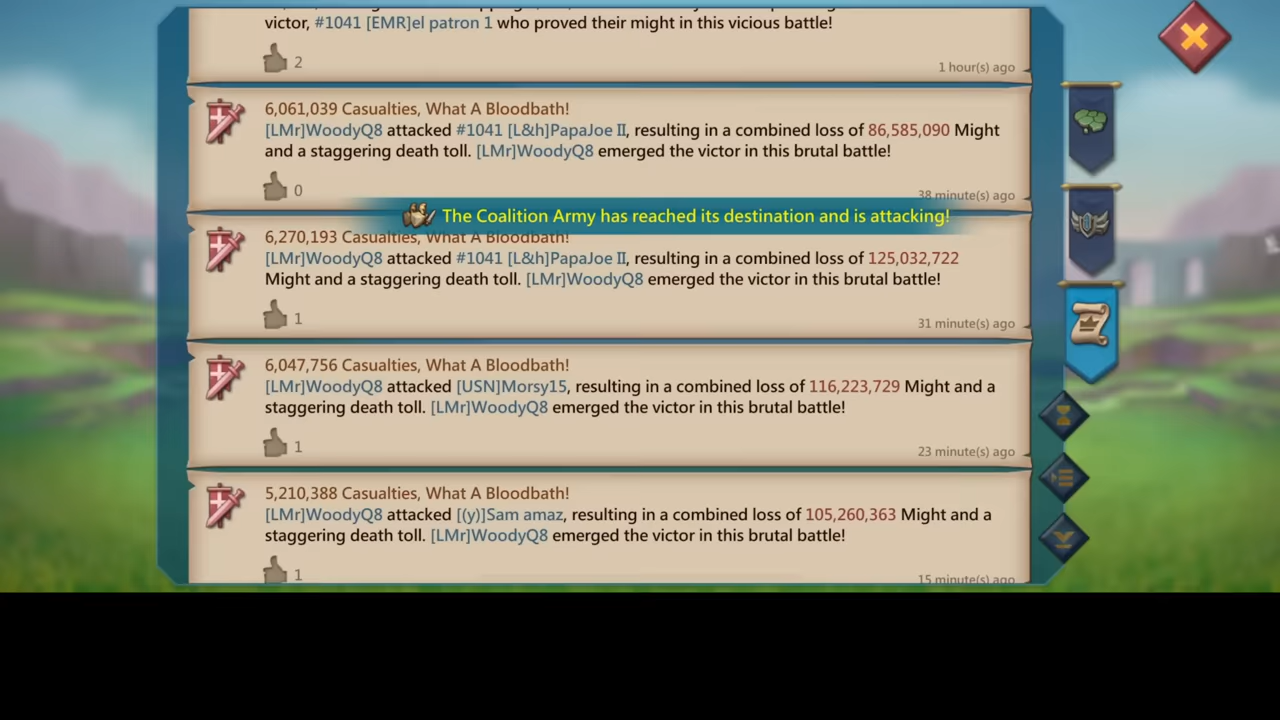 victor, #1041 [EMR]el patron 1 who proved their might in this vicious battle!
2
1 hour(s) ago
6,061,039 Casualties, What A Bloodbath!
[LMr]WoodyQ8 attacked #1041 [L&h]PapaJoe II, resulting in a combined loss of 86,585,090 Might
and a staggering death toll. [LMr]WoodyQ8 emerged the victor in this brutal battle!
0
38 minute(s) ago
The Coalition Army has reached its destination and is attacking!
6,270,193 Casualties, What A Bloodbath!
[LMr]WoodyQ8 attacked #1041 [L&h]PapaJoe II, resulting in a combined loss of 125,032,722
Might and a staggering death toll. [LMr]WoodyQ8 emerged the victor in this brutal battle!
1
31 minute(s) ago
6,047,756 Casualties, What A Bloodbath!
[LMr]WoodyQ8 attacked [USN]Morsy15, resulting in a combined loss of 116,223,729 Might and a
staggering death toll. [LMr]WoodyQ8 emerged the victor in this brutal battle!
1
23 minute(s) ago
5,210,388 Casualties, What A Bloodbath!
[LMr]WoodyQ8 attacked [(y)]Sam amaz, resulting in a combined loss of 105,260,363 Might and a
staggering death toll. [LMr]WoodyQ8 emerged the victor in this brutal battle!
1
15 minute(s) ago